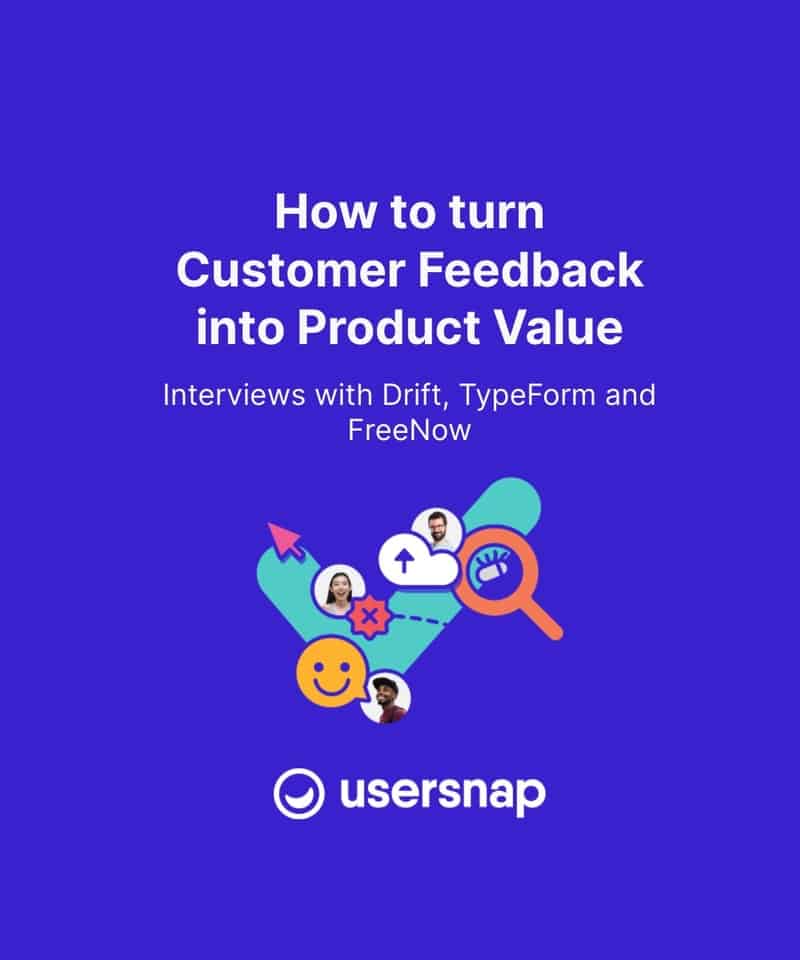 How to turn
Customer Feedback
into Product Value
Interviews with Drift, TypeForm and
FreeNow
usersnap